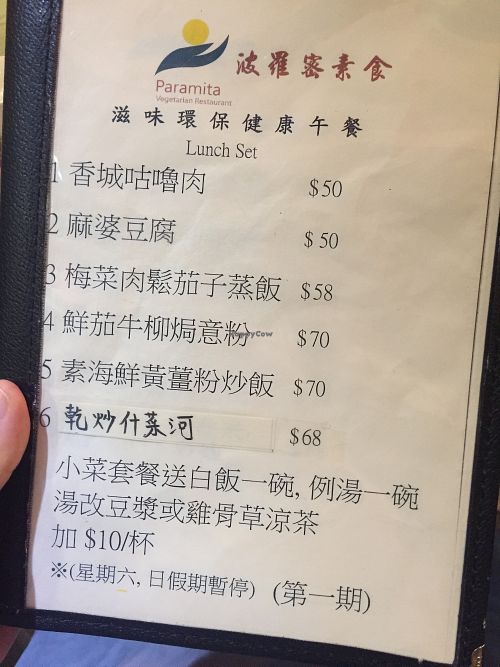 Paramita
Vegetarian Restaurant
波羅密素食
滋味環保健康午餐
Lunch Set
1 香城咕嚕肉 $50
2 麻婆豆腐 $50
3 梅菜肉鬆茄子蒸飯 $58
4 鮮茄牛柳焗意粉 $70
HappyCow
5 素海鮮黃薑粉炒飯 $70
6 乾炒什菜河 $68
小菜套餐送白飯一碗, 例湯一碗
湯改豆漿或雞骨草涼茶
加 $10/杯
※(星期六, 日假期暫停) (第一期)